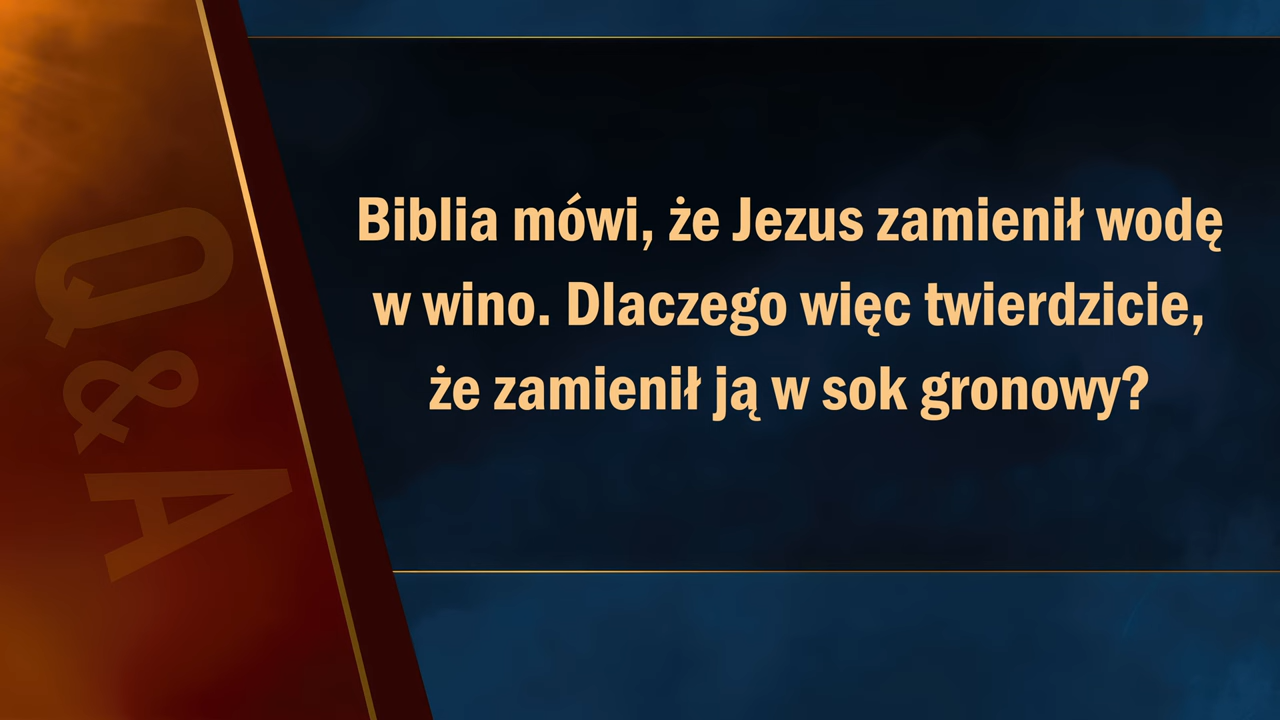 Q&A
Biblia mówi, że Jezus zamienił wodę
w wino. Dlaczego więc twierdzicie,
że zamienił ją w sok gronowy?